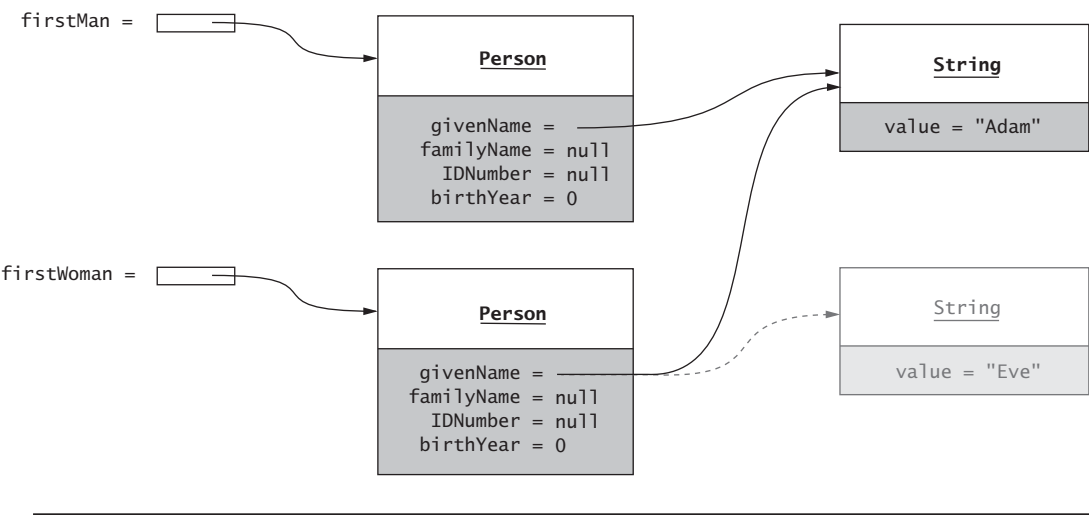 firstMan =
Person
givenName =
familyName = null
IDNumber = null
birthYear = 0
String
value = "Adam"
firstWoman =
Person
givenName =
familyName = null
IDNumber = null
birthYear = 0
String
value = "Eve"